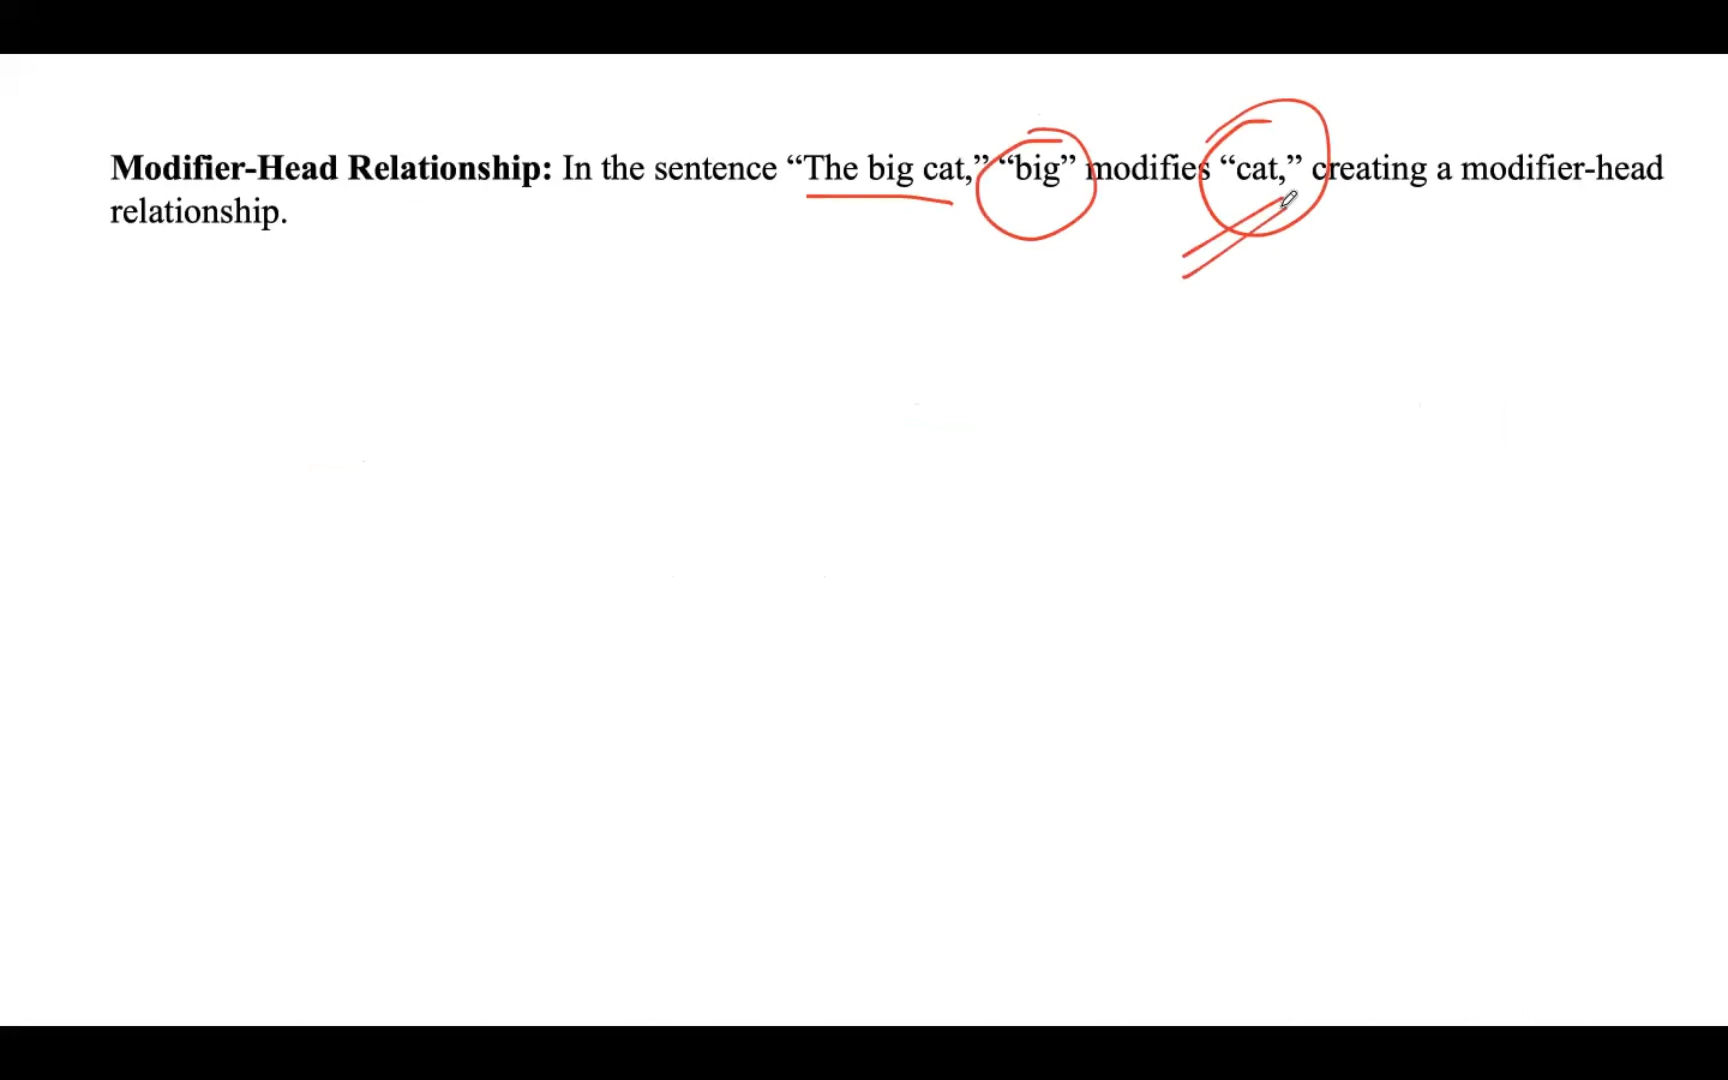 Modifier-Head Relationship: In the sentence “The big cat,” “big” modifies “cat,” creating a modifier-head
relationship.